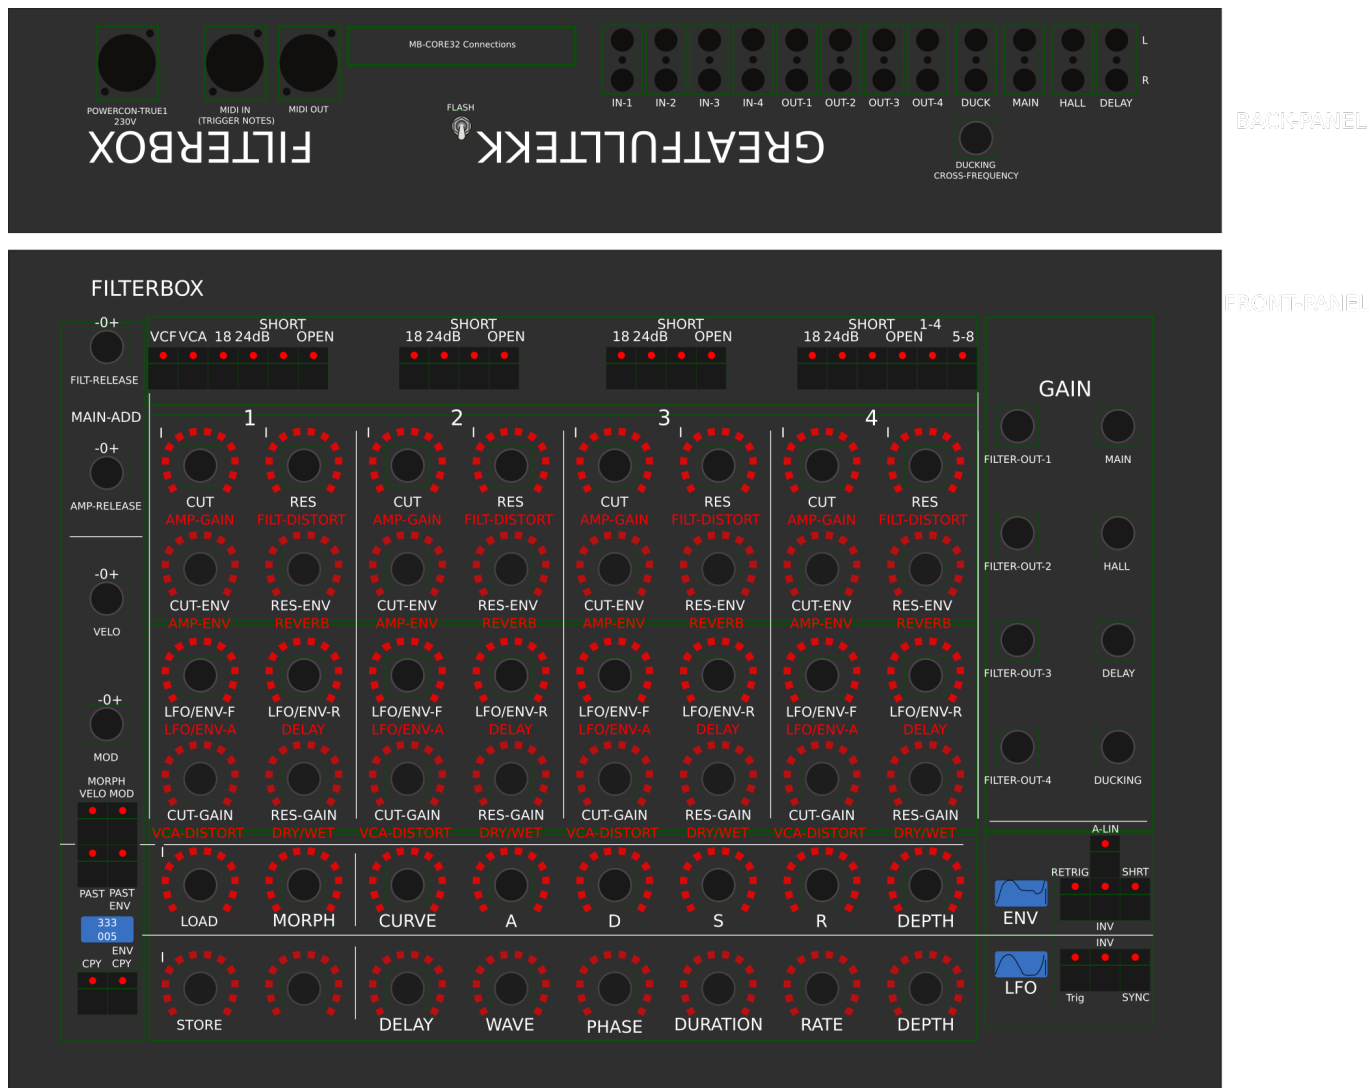 MB-CORE32 Connections
L
R
POWERCON-TRUE1
230V
MIDI IN
(TRIGGER NOTES)
MIDI OUT
FLASH
IN-1 IN-2 IN-3 IN-4 OUT-1 OUT-2 OUT-3 OUT-4 DUCK MAIN HALL DELAY
FILTERBOX
GREATFULLTEKK
DUCKING
CROSS-FREQUENCY
BACK-PANEL
FRONT-PANEL
FILTERBOX
-0+
FILT-RELEASE
MAIN-ADD
-0+
AMP-RELEASE
-0+
VELO
-0+
MOD
MORPH
VELO MOD
PAST PAST
ENV
333
005
ENV
CPY CPY
SHORT SHORT SHORT SHORT 1-4
VCF VCA 18 24dB OPEN 18 24dB OPEN 18 24dB OPEN 18 24dB OPEN 5-8
1 2 3 4
CUT RES CUT RES CUT RES CUT RES
AMP-GAIN FILT-DISTORT AMP-GAIN FILT-DISTORT AMP-GAIN FILT-DISTORT AMP-GAIN FILT-DISTORT
CUT-ENV RES-ENV CUT-ENV RES-ENV CUT-ENV RES-ENV CUT-ENV RES-ENV
AMP-ENV REVERB AMP-ENV REVERB AMP-ENV REVERB AMP-ENV REVERB
LFO/ENV-F LFO/ENV-R LFO/ENV-F LFO/ENV-R LFO/ENV-F LFO/ENV-R LFO/ENV-F LFO/ENV-R
LFO/ENV-A DELAY LFO/ENV-A DELAY LFO/ENV-A DELAY LFO/ENV-A DELAY
CUT-GAIN RES-GAIN CUT-GAIN RES-GAIN CUT-GAIN RES-GAIN CUT-GAIN RES-GAIN
VCA-DISTORT DRY/WET VCA-DISTORT DRY/WET VCA-DISTORT DRY/WET VCA-DISTORT DRY/WET
LOAD MORPH CURVE A D S R DEPTH
STORE DELAY WAVE PHASE DURATION RATE DEPTH
GAIN
FILTER-OUT-1 MAIN
FILTER-OUT-2 HALL
FILTER-OUT-3 DELAY
FILTER-OUT-4 DUCKING
A-LIN
RETRIG SHRT
ENV
INV
INV
LFO
Trig SYNC